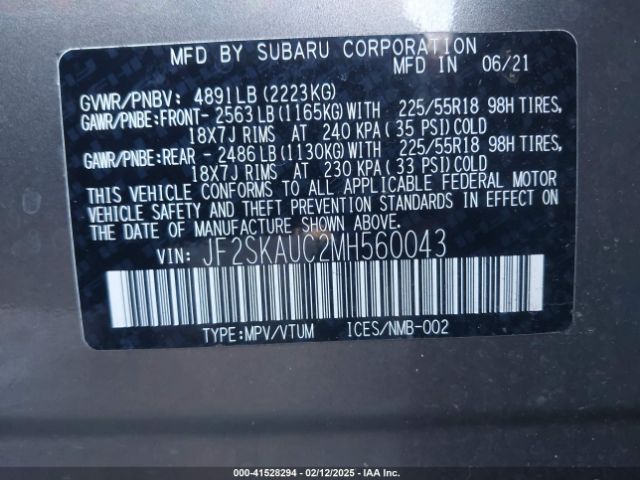 MFD BY SUBARU CORPORATION
MFD IN 06/21
GVWR/PNBV: 4891LB(2223KG)
GAWR/PNBE:FRONT-2563LB(1165KG)WITH 225/55R18 98H TIRES,
18X7J RIMS AT 240 KPA(35 PSI)COLD
GAWR/PNBE:REAR -2486LB(1130KG)WITH 225/55R18 98H TIRES,
18X7J RIMS AT 230 KPA(33 PSI)COLD
THIS VEHICLE CONFORMS TO ALL APPLICABLE FEDERAL MOTOR
VEHICLE SAFETY AND THEFT PREVENTION STANDARDS IN EFFECT ON
THE DATE OF MANUFACTURE SHOWN ABOVE.
VIN: JF2SKAUC2MH560043
TYPE:MPV/VTUM ICES/NMB-002
000-41528294 - 02/12/2025 - IAA Inc.